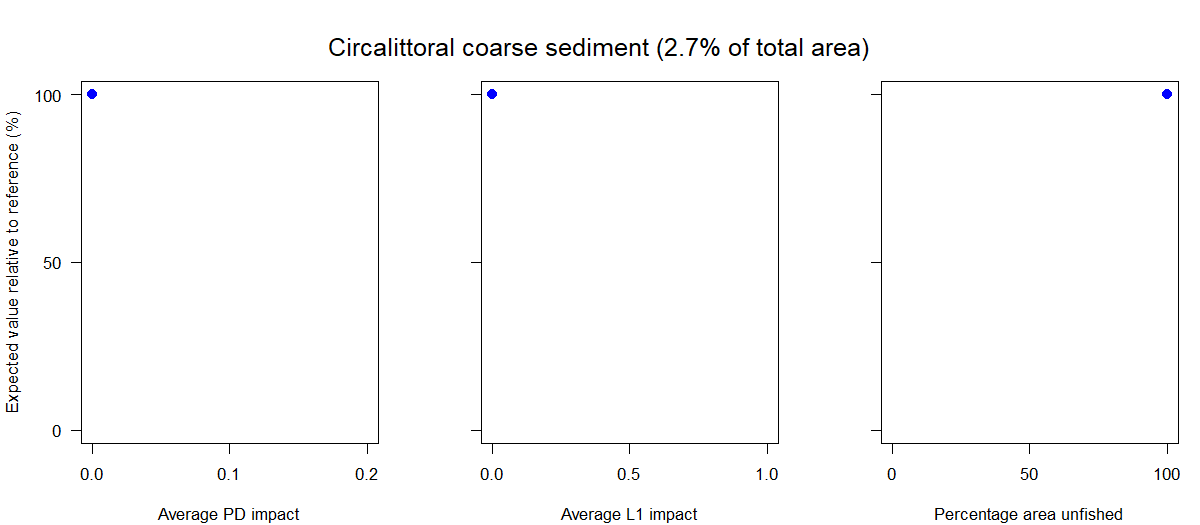 Circalittoral coarse sediment (2.7% of total area)
Expected value relative to reference (%)
100
50
0
0.0 0.1 0.2
Average PD impact
0.0 0.5 1.0
Average L1 impact
0 50 100
Percentage area unfished